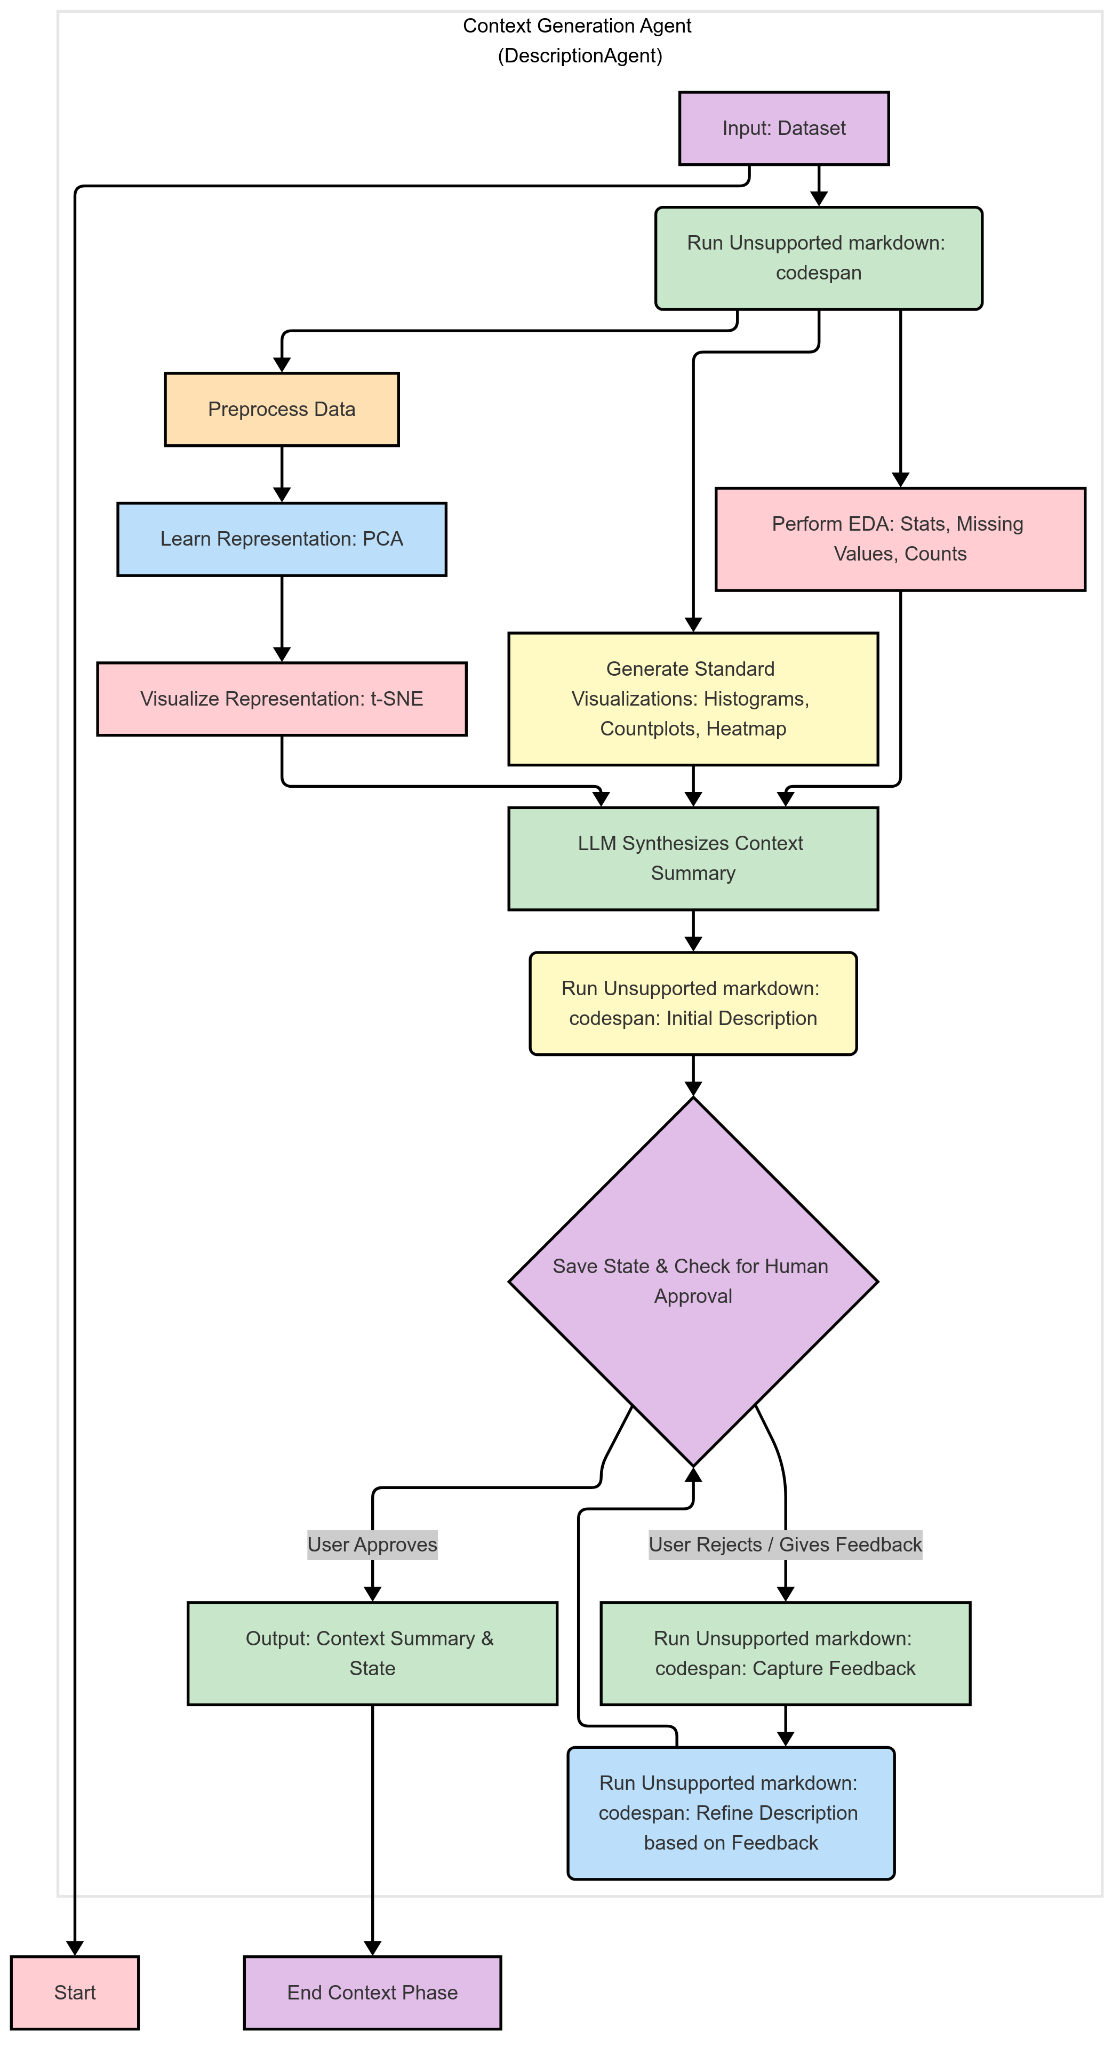 Context Generation Agent
(DescriptionAgent)
Input: Dataset
Run Unsupported markdown:
codespan
Preprocess Data
Learn Representation: PCA
Perform EDA: Stats, Missing
Values, Counts
Visualize Representation: t-SNE
Generate Standard
Visualizations: Histograms,
Countplots, Heatmap
LLM Synthesizes Context
Summary
Run Unsupported markdown:
codespan: Initial Description
Save State & Check for Human
Approval
User Approves
User Rejects / Gives Feedback
Output: Context Summary &
State
Run Unsupported markdown:
codespan: Capture Feedback
Run Unsupported markdown:
codespan: Refine Description
based on Feedback
Start
End Context Phase